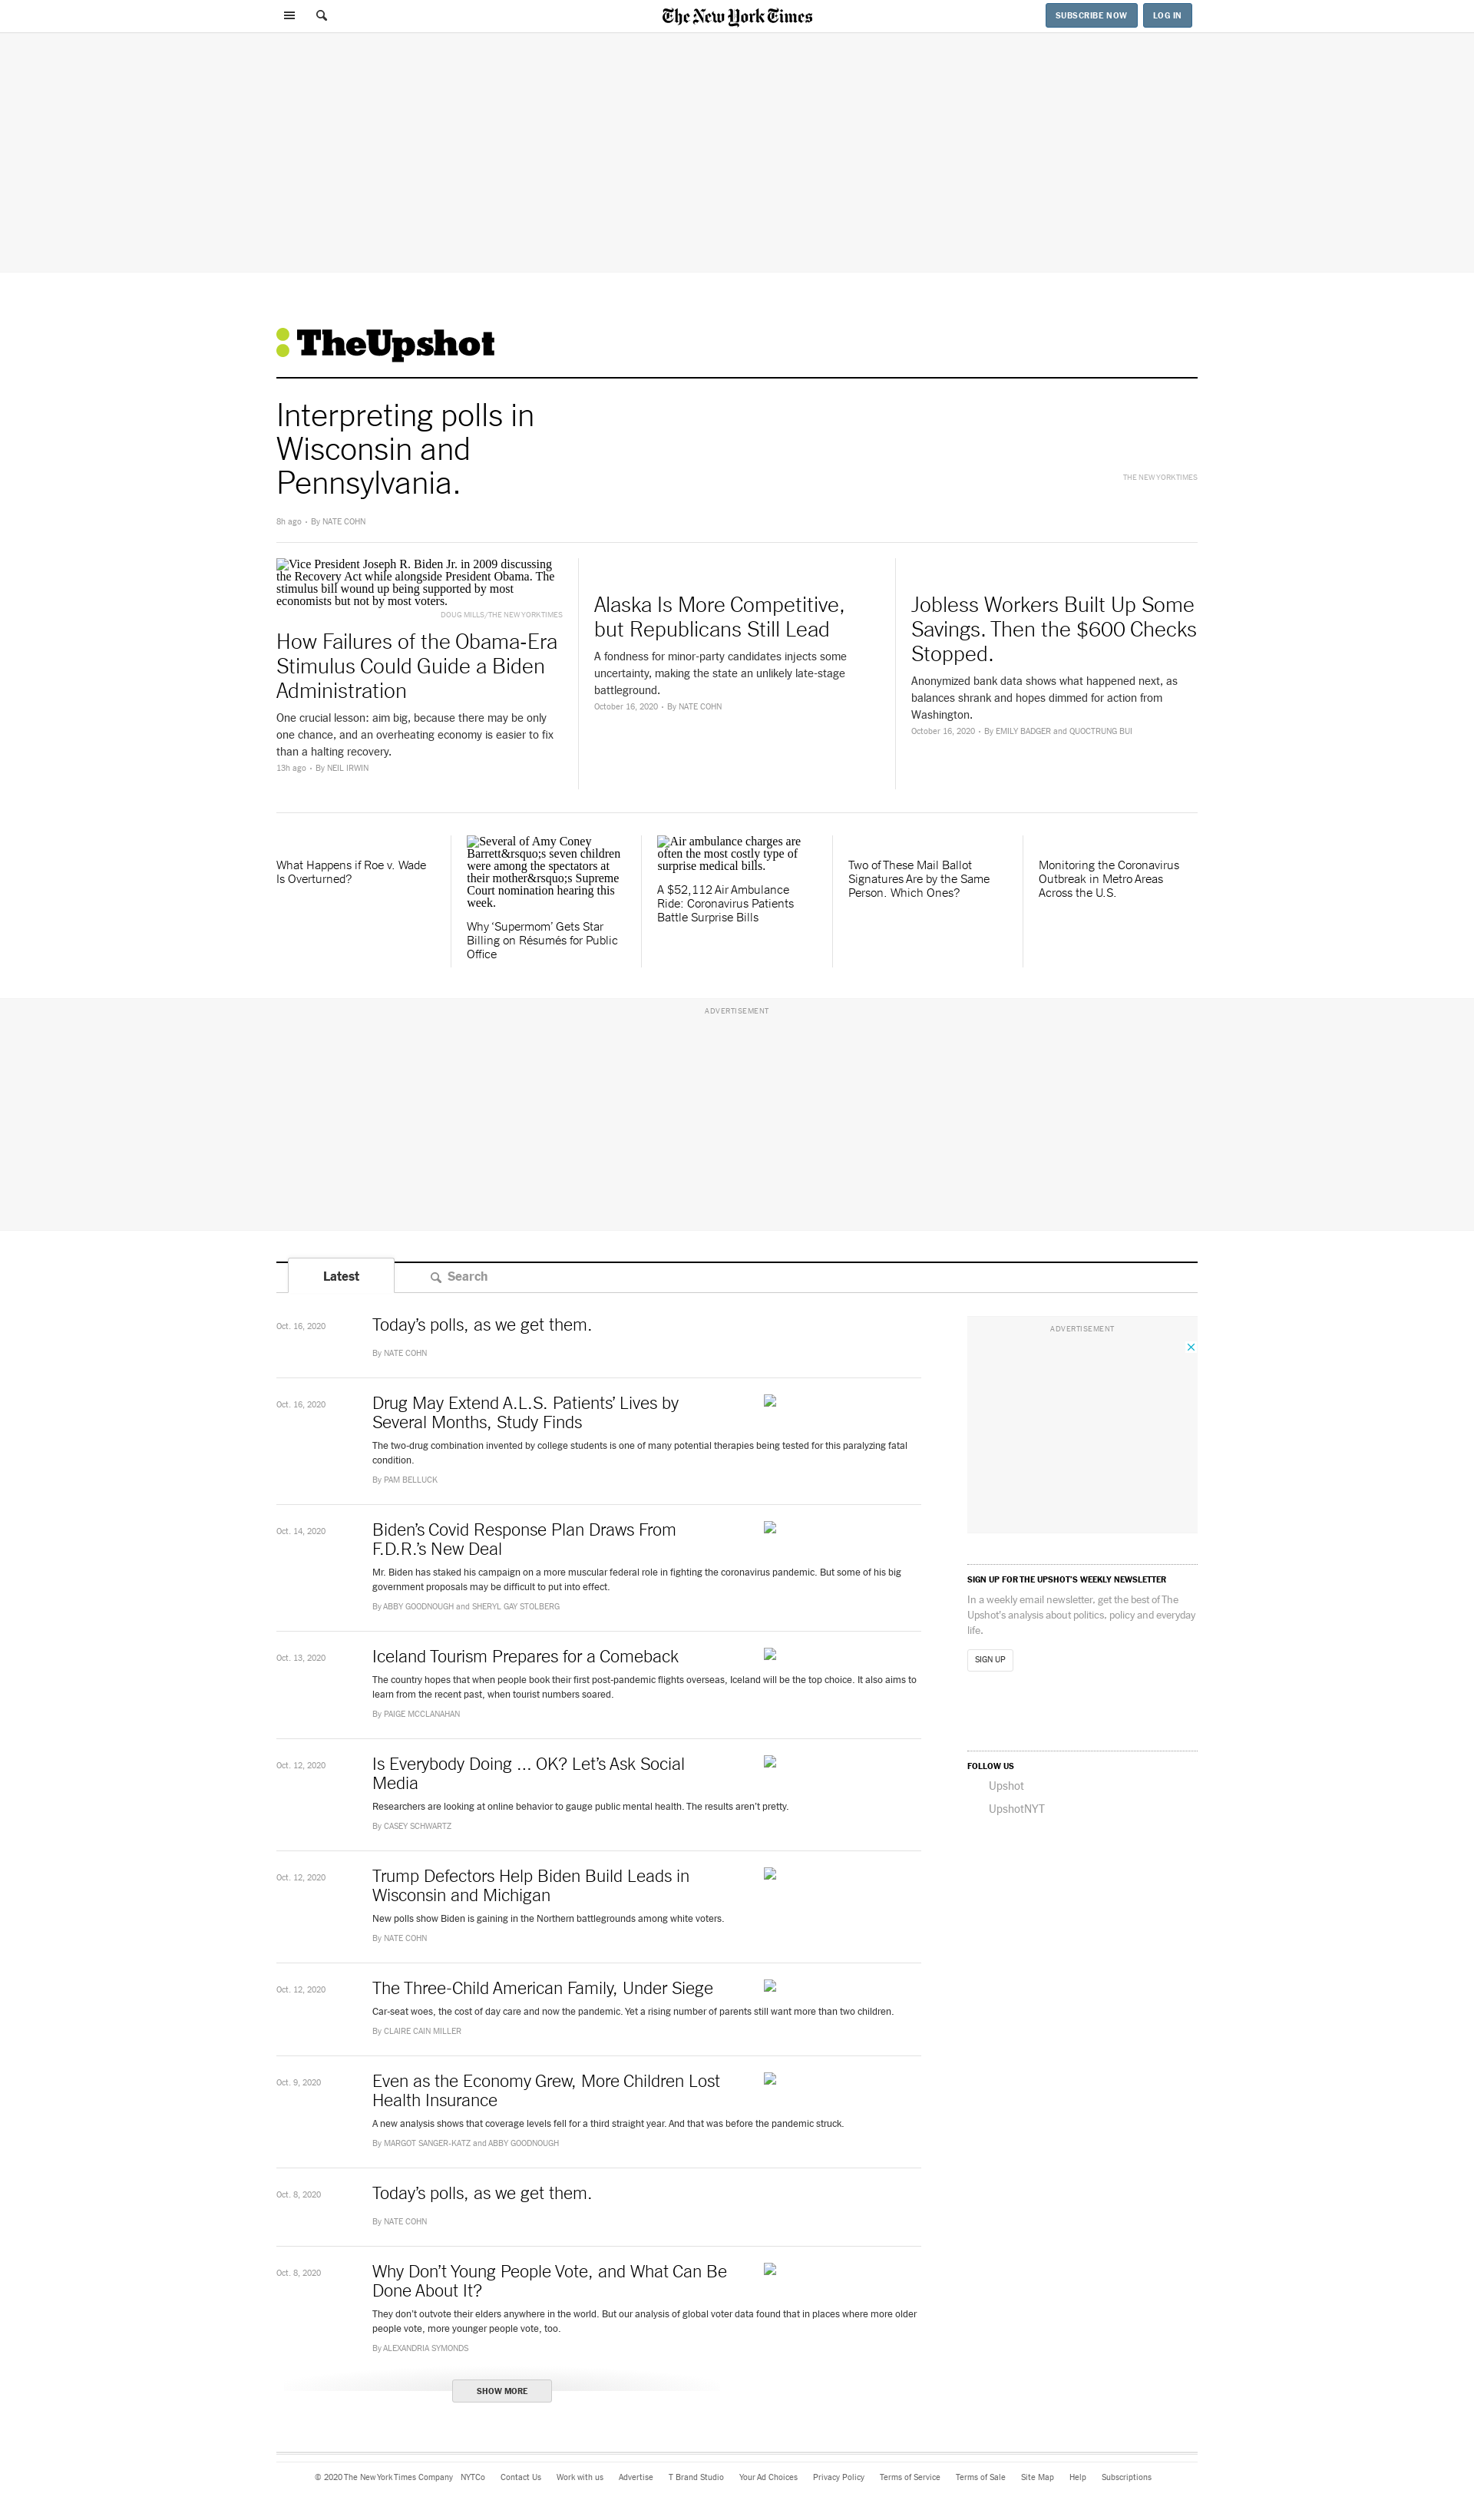 The New York Times
SUBSCRIBE NOW
LOG IN
TheUpshot
Interpreting polls in
Wisconsin and
Pennsylvania.
THE NEW YORK TIMES
8h ago • By NATE COHN
Vice President Joseph R. Biden Jr. in 2009 discussing
the Recovery Act while alongside President Obama. The
stimulus bill wound up being supported by most
economists but not by most voters.
DOUG MILLS/THE NEW YORK TIMES
How Failures of the Obama-Era
Stimulus Could Guide a Biden
Administration
One crucial lesson: aim big, because there may be only
one chance, and an overheating economy is easier to fix
than a halting recovery.
13h ago • By NEIL IRWIN
Alaska Is More Competitive,
but Republicans Still Lead
A fondness for minor-party candidates injects some
uncertainty, making the state an unlikely late-stage
battleground.
October 16, 2020 • By NATE COHN
Jobless Workers Built Up Some
Savings. Then the $600 Checks
Stopped.
Anonymized bank data shows what happened next, as
balances shrank and hopes dimmed for action from
Washington.
October 16, 2020 • By EMILY BADGER and QUOCTRUNG BUI
What Happens if Roe v. Wade
Is Overturned?
Several of Amy Coney
Barrett&rsquo;s seven children
were among the spectators at
their mother&rsquo;s Supreme
Court nomination hearing this
week.
Why ‘Supermom’ Gets Star
Billing on Résumés for Public
Office
Air ambulance charges are
often the most costly type of
surprise medical bills.
A $52,112 Air Ambulance
Ride: Coronavirus Patients
Battle Surprise Bills
Two of These Mail Ballot
Signatures Are by the Same
Person. Which Ones?
Monitoring the Coronavirus
Outbreak in Metro Areas
Across the U.S.
ADVERTISEMENT
Latest
Search
Oct. 16, 2020
Today’s polls, as we get them.
By NATE COHN
Oct. 16, 2020
Drug May Extend A.L.S. Patients’ Lives by
Several Months, Study Finds
The two-drug combination invented by college students is one of many potential therapies being tested for this paralyzing fatal
condition.
By PAM BELLUCK
Oct. 14, 2020
Biden’s Covid Response Plan Draws From
F.D.R.’s New Deal
Mr. Biden has staked his campaign on a more muscular federal role in fighting the coronavirus pandemic. But some of his big
government proposals may be difficult to put into effect.
By ABBY GOODNOUGH and SHERYL GAY STOLBERG
Oct. 13, 2020
Iceland Tourism Prepares for a Comeback
The country hopes that when people book their first post-pandemic flights overseas, Iceland will be the top choice. It also aims to
learn from the recent past, when tourist numbers soared.
By PAIGE MCCLANAHAN
Oct. 12, 2020
Is Everybody Doing ... OK? Let’s Ask Social
Media
Researchers are looking at online behavior to gauge public mental health. The results aren’t pretty.
By CASEY SCHWARTZ
Oct. 12, 2020
Trump Defectors Help Biden Build Leads in
Wisconsin and Michigan
New polls show Biden is gaining in the Northern battlegrounds among white voters.
By NATE COHN
Oct. 12, 2020
The Three-Child American Family, Under Siege
Car-seat woes, the cost of day care and now the pandemic. Yet a rising number of parents still want more than two children.
By CLAIRE CAIN MILLER
Oct. 9, 2020
Even as the Economy Grew, More Children Lost
Health Insurance
A new analysis shows that coverage levels fell for a third straight year. And that was before the pandemic struck.
By MARGOT SANGER-KATZ and ABBY GOODNOUGH
Oct. 8, 2020
Today’s polls, as we get them.
By NATE COHN
Oct. 8, 2020
Why Don’t Young People Vote, and What Can Be
Done About It?
They don’t outvote their elders anywhere in the world. But our analysis of global voter data found that in places where more older
people vote, more younger people vote, too.
By ALEXANDRIA SYMONDS
SHOW MORE
ADVERTISEMENT
SIGN UP FOR THE UPSHOT’S WEEKLY NEWSLETTER
In a weekly email newsletter, get the best of The
Upshot’s analysis about politics, policy and everyday
life.
SIGN UP
FOLLOW US
Upshot
UpshotNYT
© 2020 The New York Times Company NYTCo Contact Us Work with us Advertise T Brand Studio Your Ad Choices Privacy Policy Terms of Service Terms of Sale Site Map Help Subscriptions